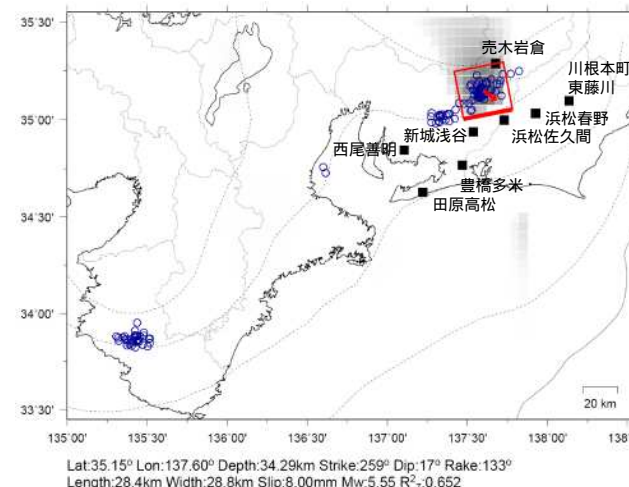 35°30'
35°00'
34°30'
34°00'
33°30'
売木岩倉
川根本町
東藤川
浜松春野
浜松佐久間
新城浅谷
西尾善明
豊橋多米
田原高松
20 km
135°00' 135°30' 136°00' 136°30' 137°00' 137°30' 138°00' 138°30'
Lat:35.15° Lon:137.60° Depth:34.29km Strike:259° Dip:17° Rake:133°
Length:28.4km Width:28.8km Slip:8.00mm Mw:5.55